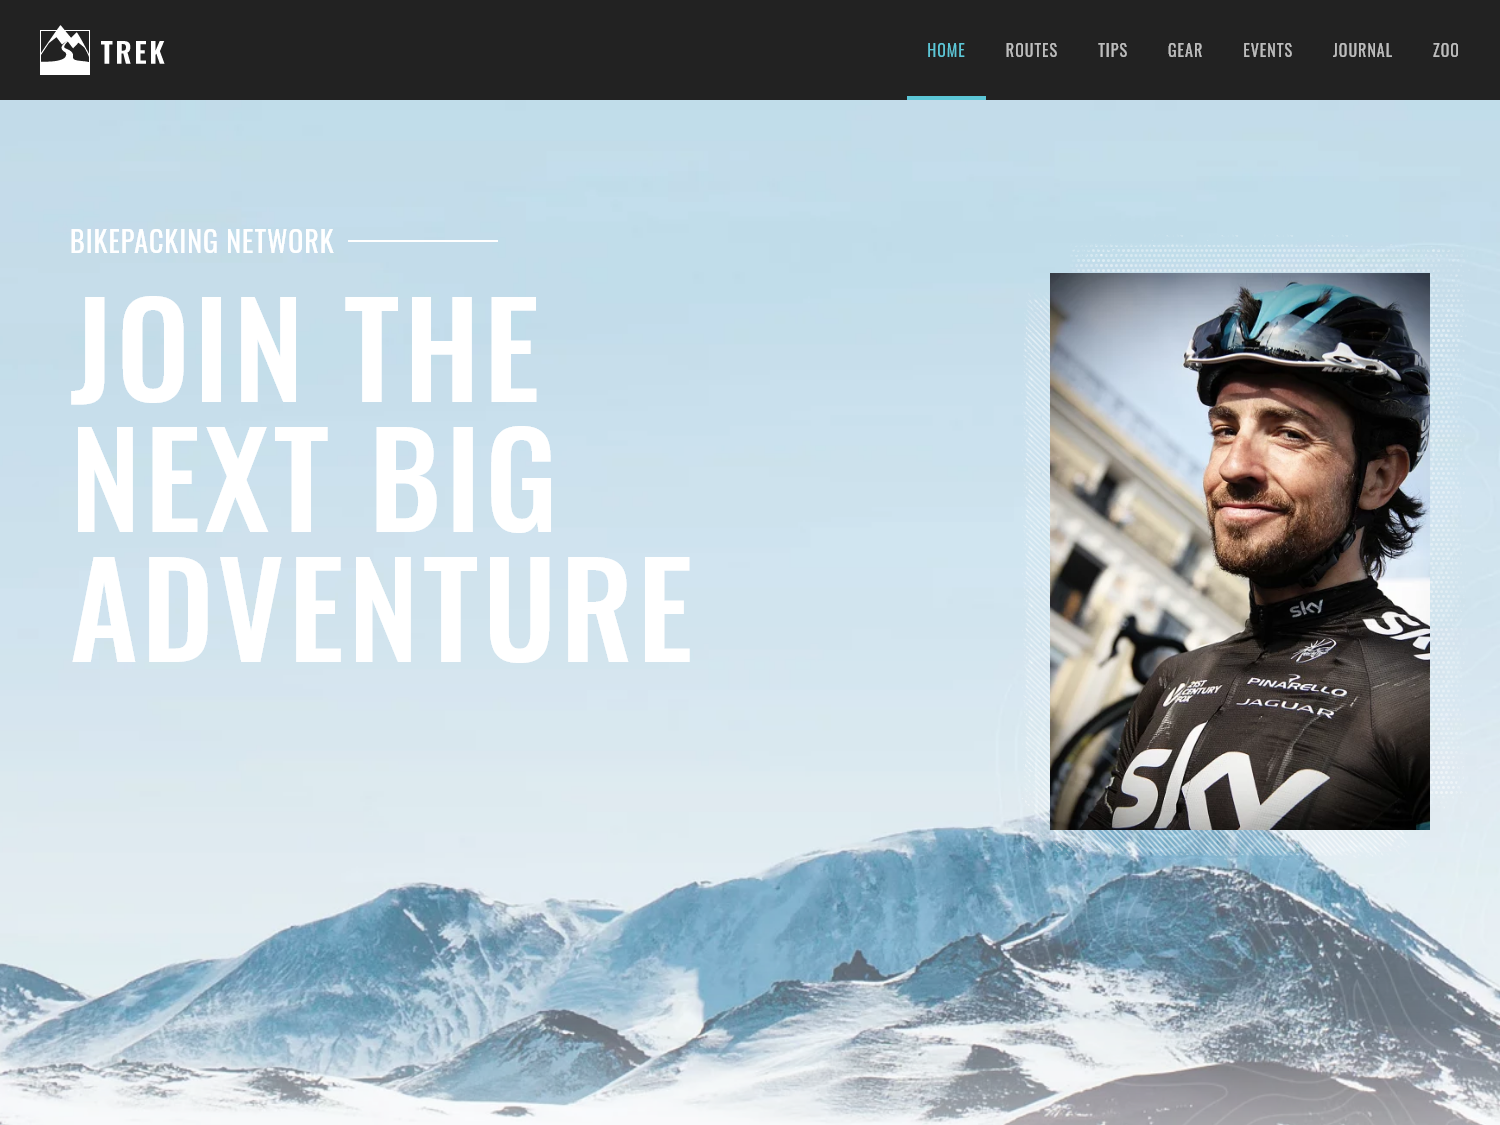 TREK
HOME ROUTES TIPS GEAR EVENTS JOURNAL ZOO
BIKEPACKING NETWORK
JOIN THE
NEXT BIG
ADVENTURE
sky
SKY
21ST
CENTURY
FOX
PINARELLO
JAGUAR
sky